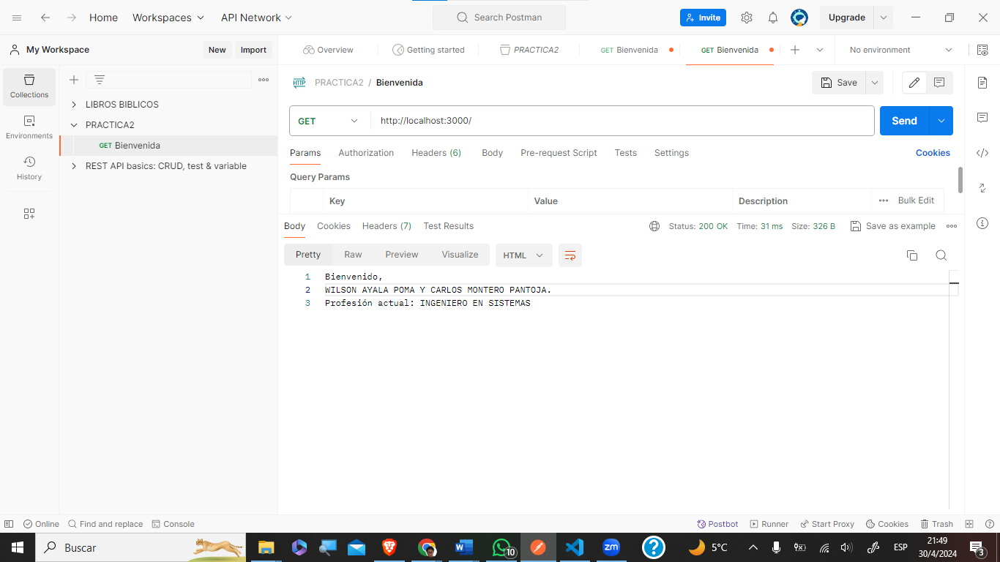 Home Workspaces API Network Search Postman Invite Upgrade
My Workspace New Import Overview Getting started PRACTICA2 GET Bienvenida GET Bienvenida No environment
Collections
Environments
History
LIBROS BIBLICOS
PRACTICA2
GET Bienvenida
REST API basics: CRUD, test & variable
HTTP PRACTICA2 / Bienvenida Save
GET http://localhost:3000/ Send
Params Authorization Headers (6) Body Pre-request Script Tests Settings Cookies
Query Params
Key Value Description Bulk Edit
Body Cookies Headers (7) Test Results Status: 200 OK Time: 31 ms Size: 326 B Save as example
Pretty Raw Preview Visualize HTML
1 Bienvenido,
2 WILSON AYALA POMA Y CARLOS MONTERO PANTOJA.
3 Profesión actual: INGENIERO EN SISTEMAS
Online Find and replace Console Postbot Runner Start Proxy Cookies Trash
Buscar W 10 zm ? 5°C ESP 21:49
30/4/2024 3